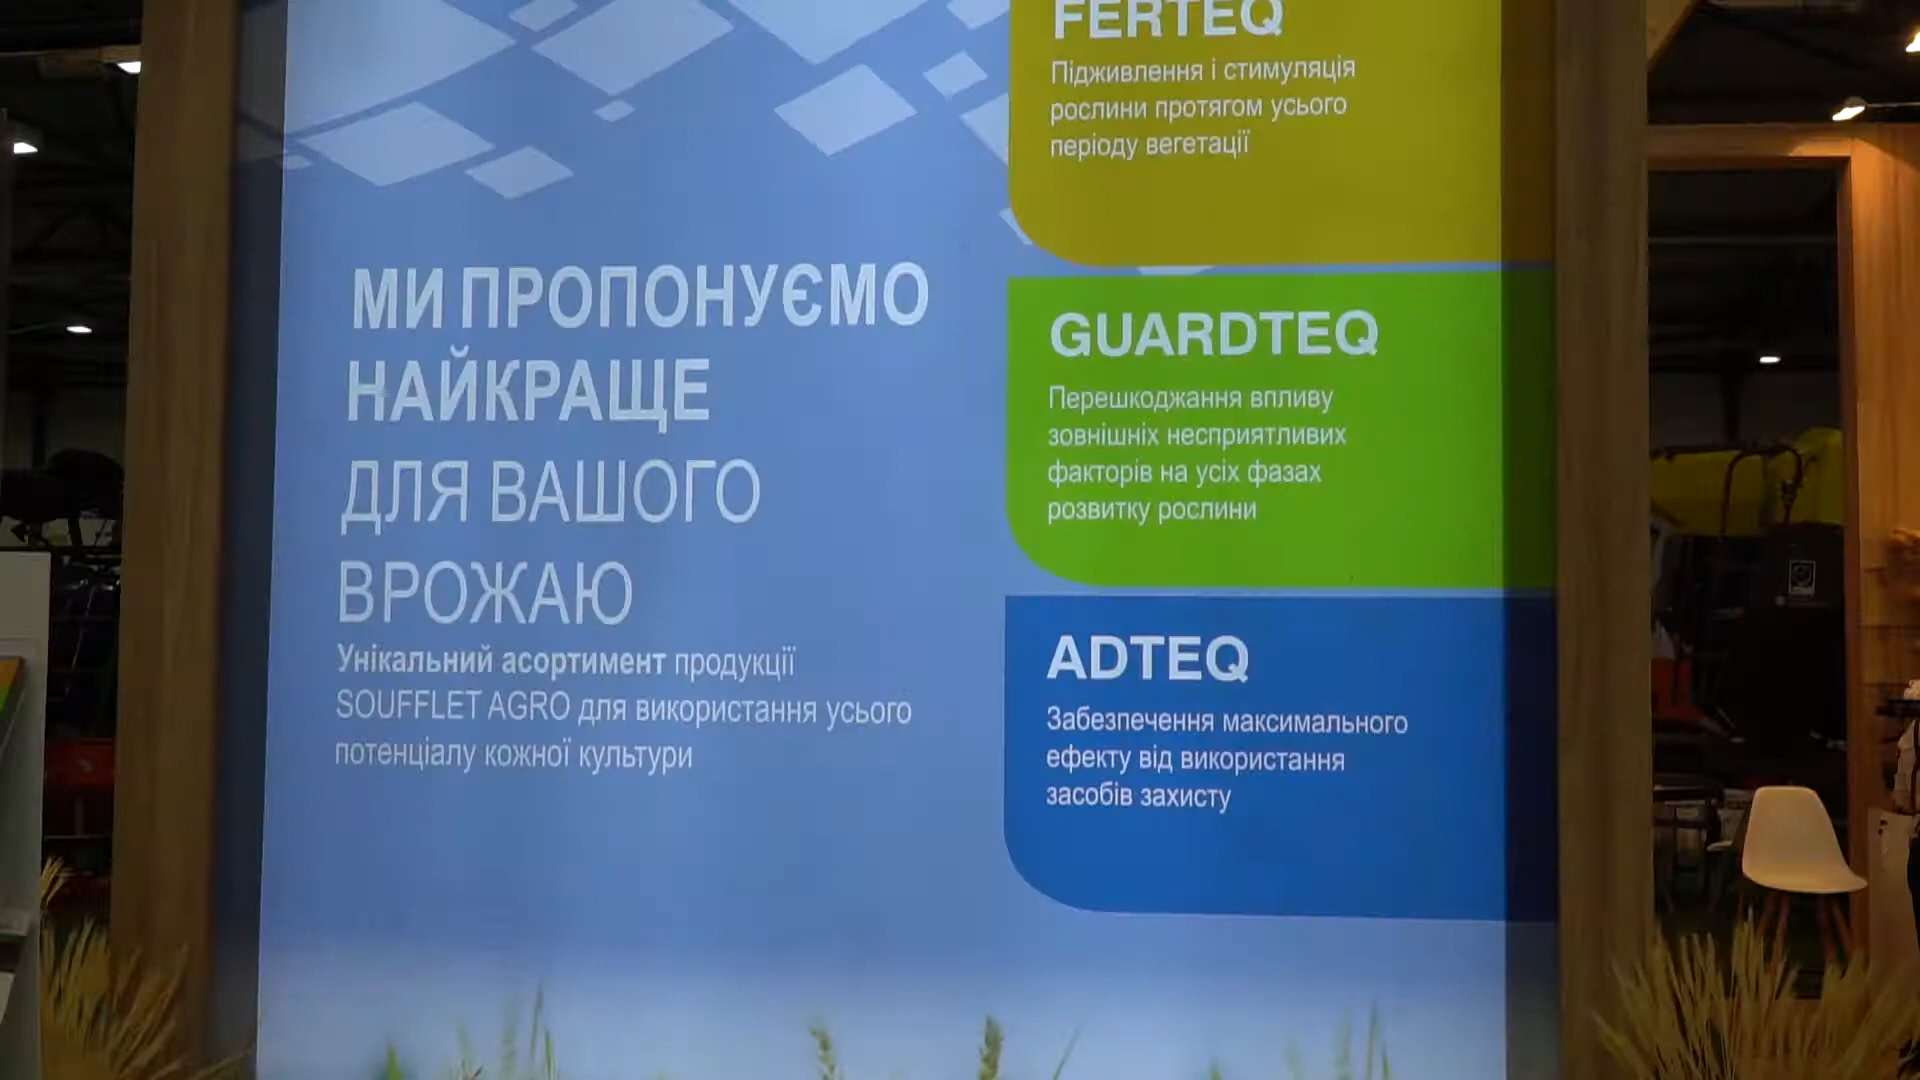 МИ ПРОПОНУЄМО
НАЙКРАЩЕ
ДЛЯ ВАШОГО
ВРОЖАЮ
Унікальний асортимент продукції
SOUFFLET AGRO для використання усього
потенціалу кожної культури
FERTEQ
Підживлення і стимуляція
рослини протягом усього
періоду вегетації
GUARDTEQ
Перешкоджання впливу
зовнішніх несприятливих
факторів на усіх фазах
розвитку рослини
ADTEQ
Забезпечення максимального
ефекту від використання
засобів захисту